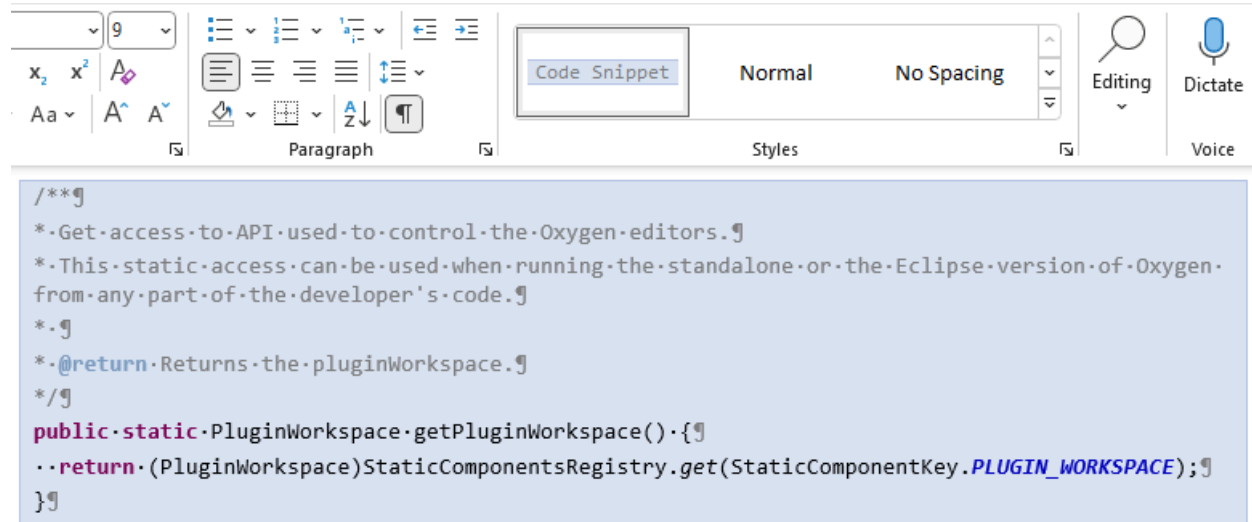 9
Code Snippet
Normal
No Spacing
Editing
Dictate
x₂ x² A
Aa A^ Aˇ
A Z ¶
Paragraph
Styles
Voice
/**¶
*·Get·access·to·API·used·to·control·the·Oxygen·editors.¶
*·This·static·access·can·be·used·when·running·the·standalone·or·the·Eclipse·version·of·Oxygen·
from·any·part·of·the·developer's·code.¶
*·¶
*·@return·Returns·the·pluginWorkspace.¶
*/¶
public·static·PluginWorkspace·getPluginWorkspace()·{¶
··return·(PluginWorkspace)StaticComponentsRegistry.get(StaticComponentKey.PLUGIN_WORKSPACE);¶
}¶